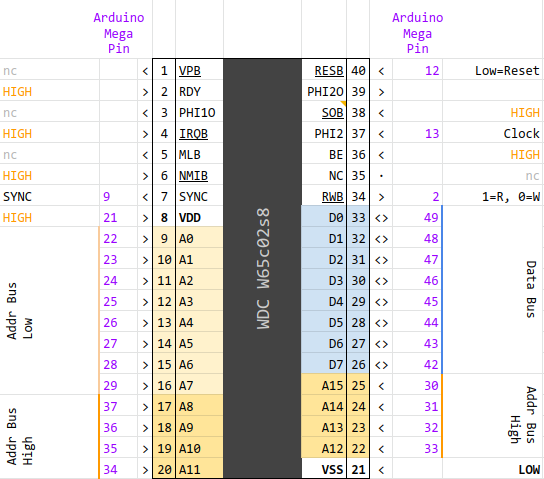 Arduino Mega Pin Arduino Mega Pin
nc < 1 VPB RESB 40 < 12 Low=Reset
HIGH > 2 RDY PHI2O 39 >
nc < 3 PHI1O SOB 38 < HIGH
HIGH > 4 IRQB PHI2 37 < 13 Clock
nc < 5 MLB BE 36 < HIGH
HIGH > 6 NMIB NC 35 · nc
SYNC 9 < 7 SYNC RWB 34 > 2 1=R, 0=W
HIGH 21 > 8 VDD D0 33 <> 49
22 > 9 A0 D1 32 <> 48
23 > 10 A1 D2 31 <> 47
24 > 11 A2 D3 30 <> 46
25 > 12 A3 D4 29 <> 45
26 > 13 A4 D5 28 <> 44
27 > 14 A5 D6 27 <> 43
28 > 15 A6 D7 26 <> 42
29 > 16 A7 A15 25 < 30
37 > 17 A8 A14 24 < 31
36 > 18 A9 A13 23 < 32
35 > 19 A10 A12 22 < 33
34 > 20 A11 VSS 21 < LOW
Addr Bus
Low
Addr Bus
High
WDC W65c02s8
Data Bus
Addr Bus
High